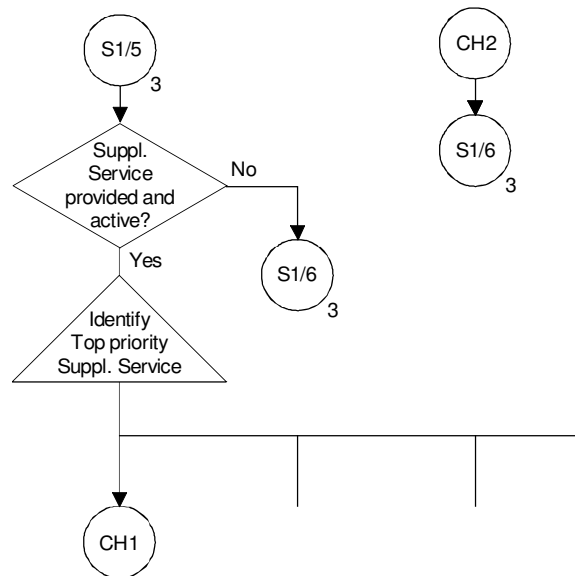 S1/5
3
CH2
S1/6
3
Suppl.
Service
provided and
active?
No
Yes
S1/6
3
Identify
Top priority
Suppl. Service
CH1